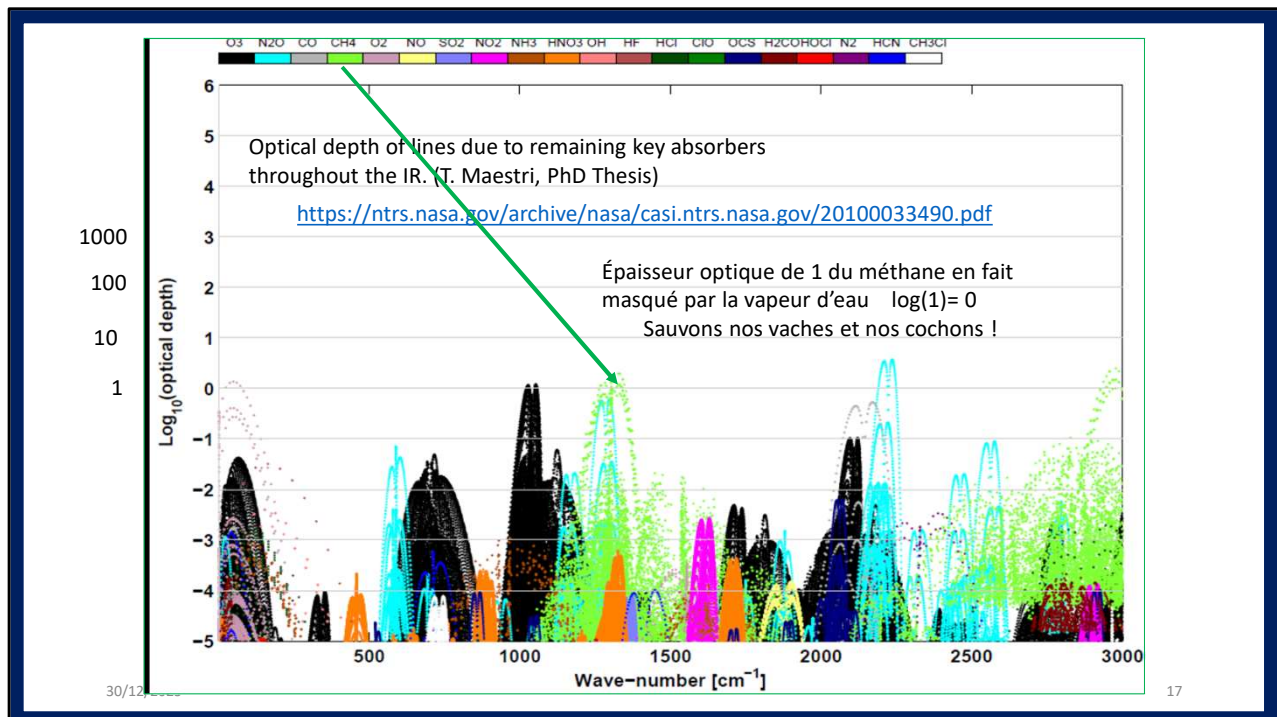 O3 N2O CO CH4 O2 NO SO2 NO2 NH3 HNO3 OH HF HCl ClO OCS H2CO HOCl N2 HCN CH3Cl
6
5
Optical depth of lines due to remaining key absorbers
throughout the IR. (T. Maestri, PhD Thesis)
4
https://ntrs.nasa.gov/archive/nasa/casi.ntrs.nasa.gov/20100033490.pdf
1000 3
Épaisseur optique de 1 du méthane en fait
100 2
masqué par la vapeur d'eau log(1)= 0
Sauvons nos vaches et nos cochons !
10 1
1 0
−1
−2
−3
−4
−5
Log10(optical depth)
500 1000 1500 2000 2500 3000
Wave−number [cm−1]
30/12/
17